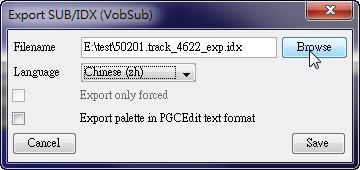 Export SUB/IDX (VobSub)
Filename E:\test\50201.track_4622_exp.idx Browse
Language Chinese (zh)
Export only forced
Export palette in PGCEdit text format
Cancel Save